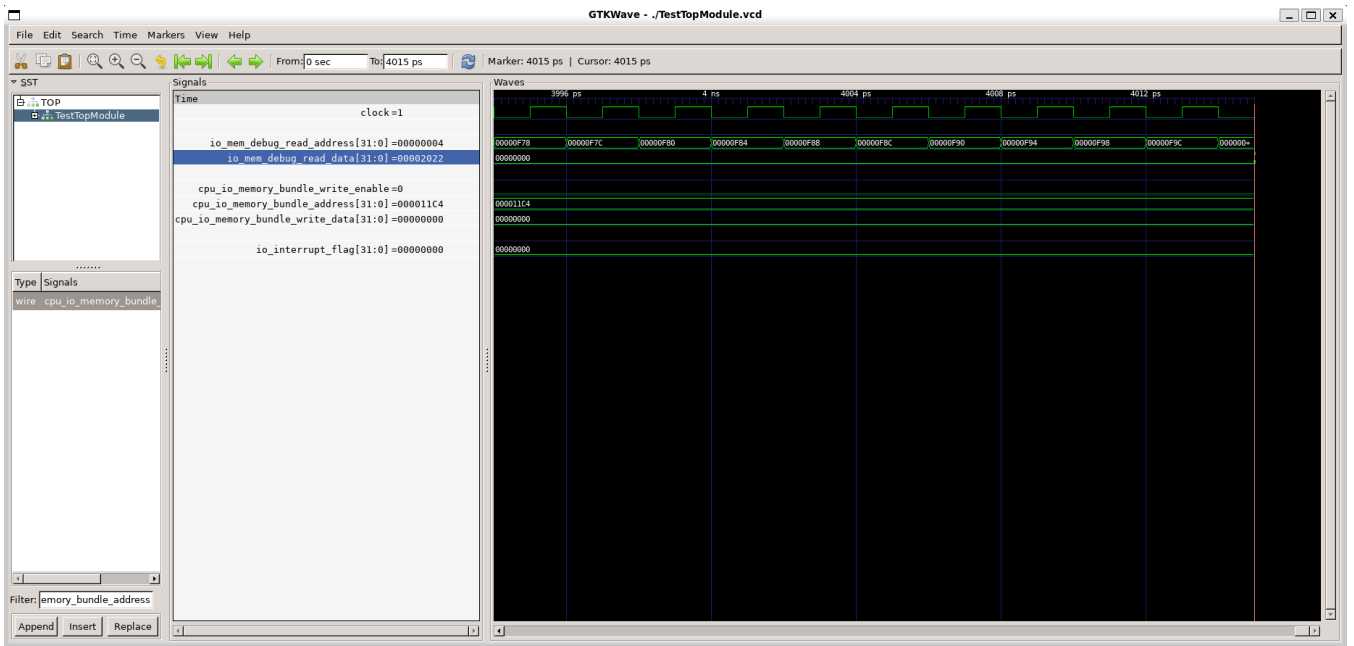 GTKWave - ./TestTopModule.vcd
File Edit Search Time Markers View Help
From: 0 sec To: 4015 ps Marker: 4015 ps | Cursor: 4015 ps
SST
TOP
TestTopModule
Type Signals
wire cpu_io_memory_bundle_
Filter: emory_bundle_address
Append Insert Replace
Signals
Time
clock=1
io_mem_debug_read_address[31:0]=00000004
io_mem_debug_read_data[31:0]=00002022
cpu_io_memory_bundle_write_enable=0
cpu_io_memory_bundle_address[31:0]=000011C4
cpu_io_memory_bundle_write_data[31:0]=00000000
io_interrupt_flag[31:0]=00000000
Waves
3996 ps 4 ns 4004 ps 4008 ps 4012 ps
00000F78 00000F7C 00000F80 00000F84 00000F88 00000F8C 00000F90 00000F94 00000F98 00000F9C 000000+
00000000
000011C4
00000000
00000000